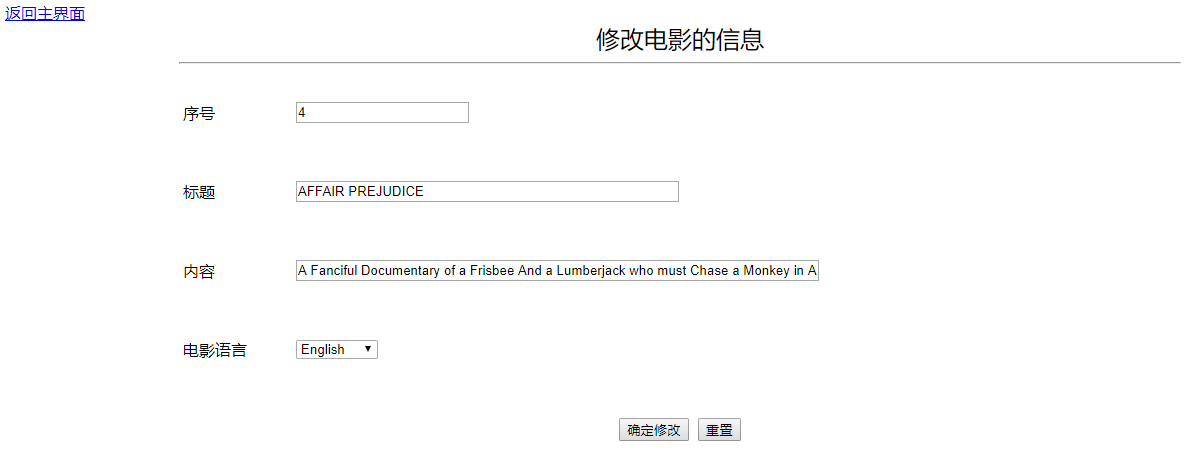 返回主界面
修改电影的信息
序号 4
标题 AFFAIR PREJUDICE
内容 A Fanciful Documentary of a Frisbee And a Lumberjack who must Chase a Monkey in A
电影语言 English
确定修改 重置